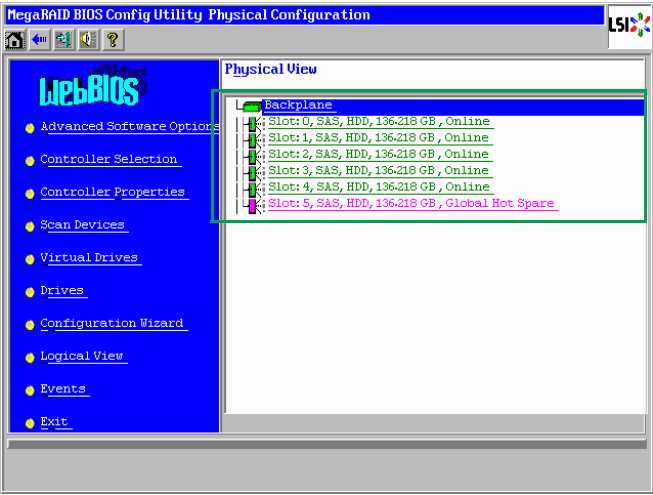 MegaRAID BIOS Config Utility Physical Configuration
LSI
WebBIOS
Advanced Software Options
Controller Selection
Controller Properties
Scan Devices
Virtual Drives
Drives
Configuration Wizard
Logical View
Events
Exit
Physical View
Backplane
Slot: 0, SAS, HDD, 136.218 GB, Online
Slot: 1, SAS, HDD, 136.218 GB, Online
Slot: 2, SAS, HDD, 136.218 GB, Online
Slot: 3, SAS, HDD, 136.218 GB, Online
Slot: 4, SAS, HDD, 136.218 GB, Online
Slot: 5, SAS, HDD, 136.218 GB, Global Hot Spare